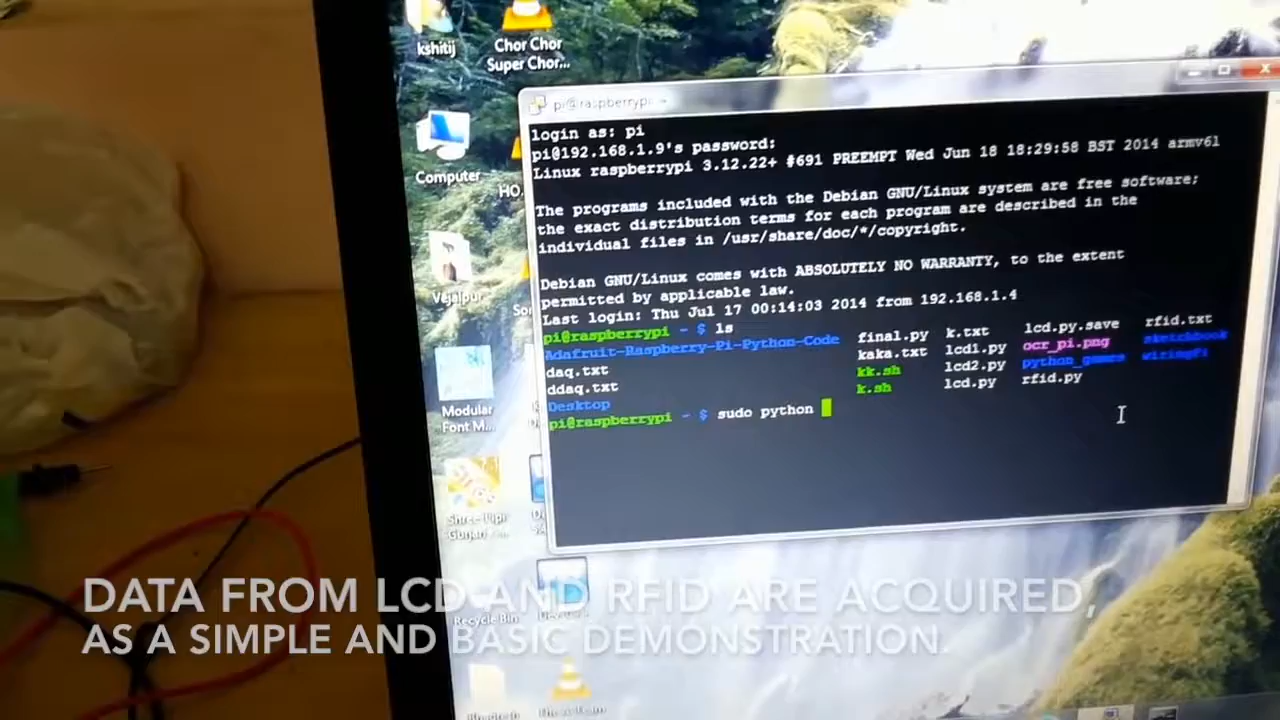 kshitij
Chor Chor
Super Chor...
Computer
HO.
Vejalpur
Modular
Font M...
Recycle Bin
pi@raspberrypi: ~
login as: pi
pi@192.168.1.9's password:
Linux raspberrypi 3.12.22+ #691 PREEMPT Wed Jun 18 18:29:58 BST 2014 armv6l
The programs included with the Debian GNU/Linux system are free software;
the exact distribution terms for each program are described in the
individual files in /usr/share/doc/*/copyright.
Debian GNU/Linux comes with ABSOLUTELY NO WARRANTY, to the extent
permitted by applicable law.
Last login: Thu Jul 17 00:14:03 2014 from 192.168.1.4
pi@raspberrypi ~ $ ls
Adafruit-Raspberry-Pi-Python-Code final.py k.txt lcd.py.save rfid.txt
daq.txt kaka.txt lcd1.py ocr_pi.png sketchbook
ddaq.txt kk.sh lcd2.py python_games wiringPi
Desktop k.sh lcd.py rfid.py
pi@raspberrypi ~ $ sudo python
DATA FROM LCD AND RFID ARE ACQUIRED,
AS A SIMPLE AND BASIC DEMONSTRATION.